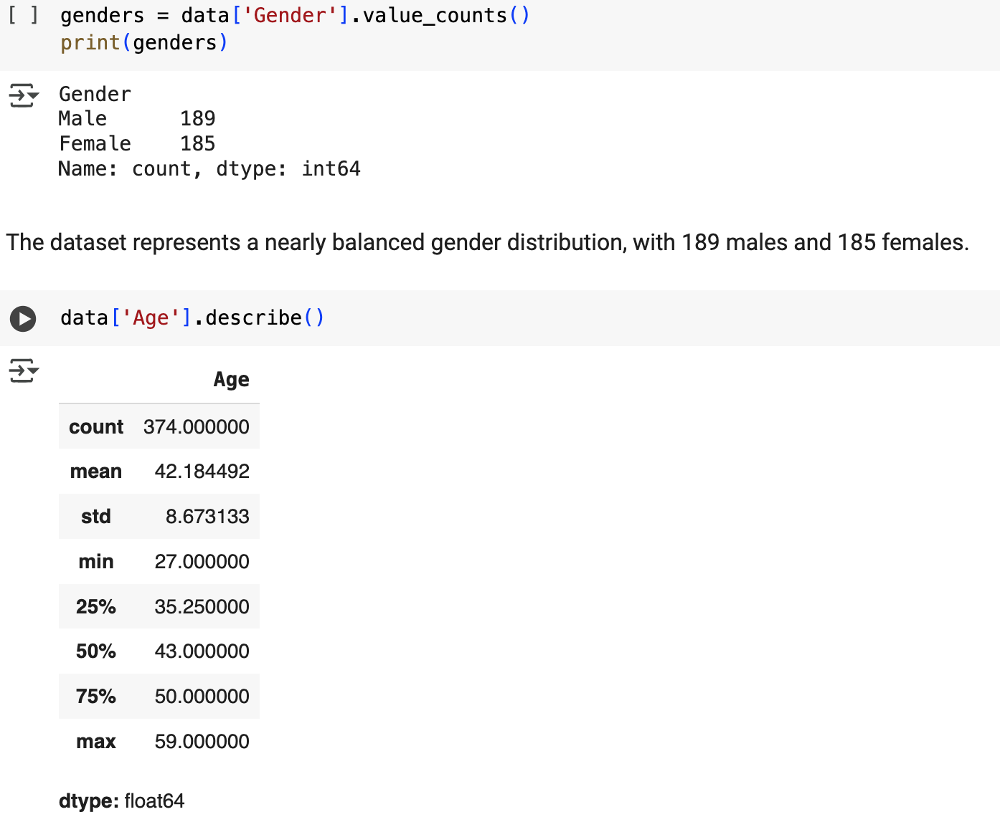 [ ] genders = data['Gender'].value_counts()
print(genders)
Gender
Male      189
Female    185
Name: count, dtype: int64
The dataset represents a nearly balanced gender distribution, with 189 males and 185 females.
data['Age'].describe()
Age
count 374.000000
mean 42.184492
std 8.673133
min 27.000000
25% 35.250000
50% 43.000000
75% 50.000000
max 59.000000
dtype: float64